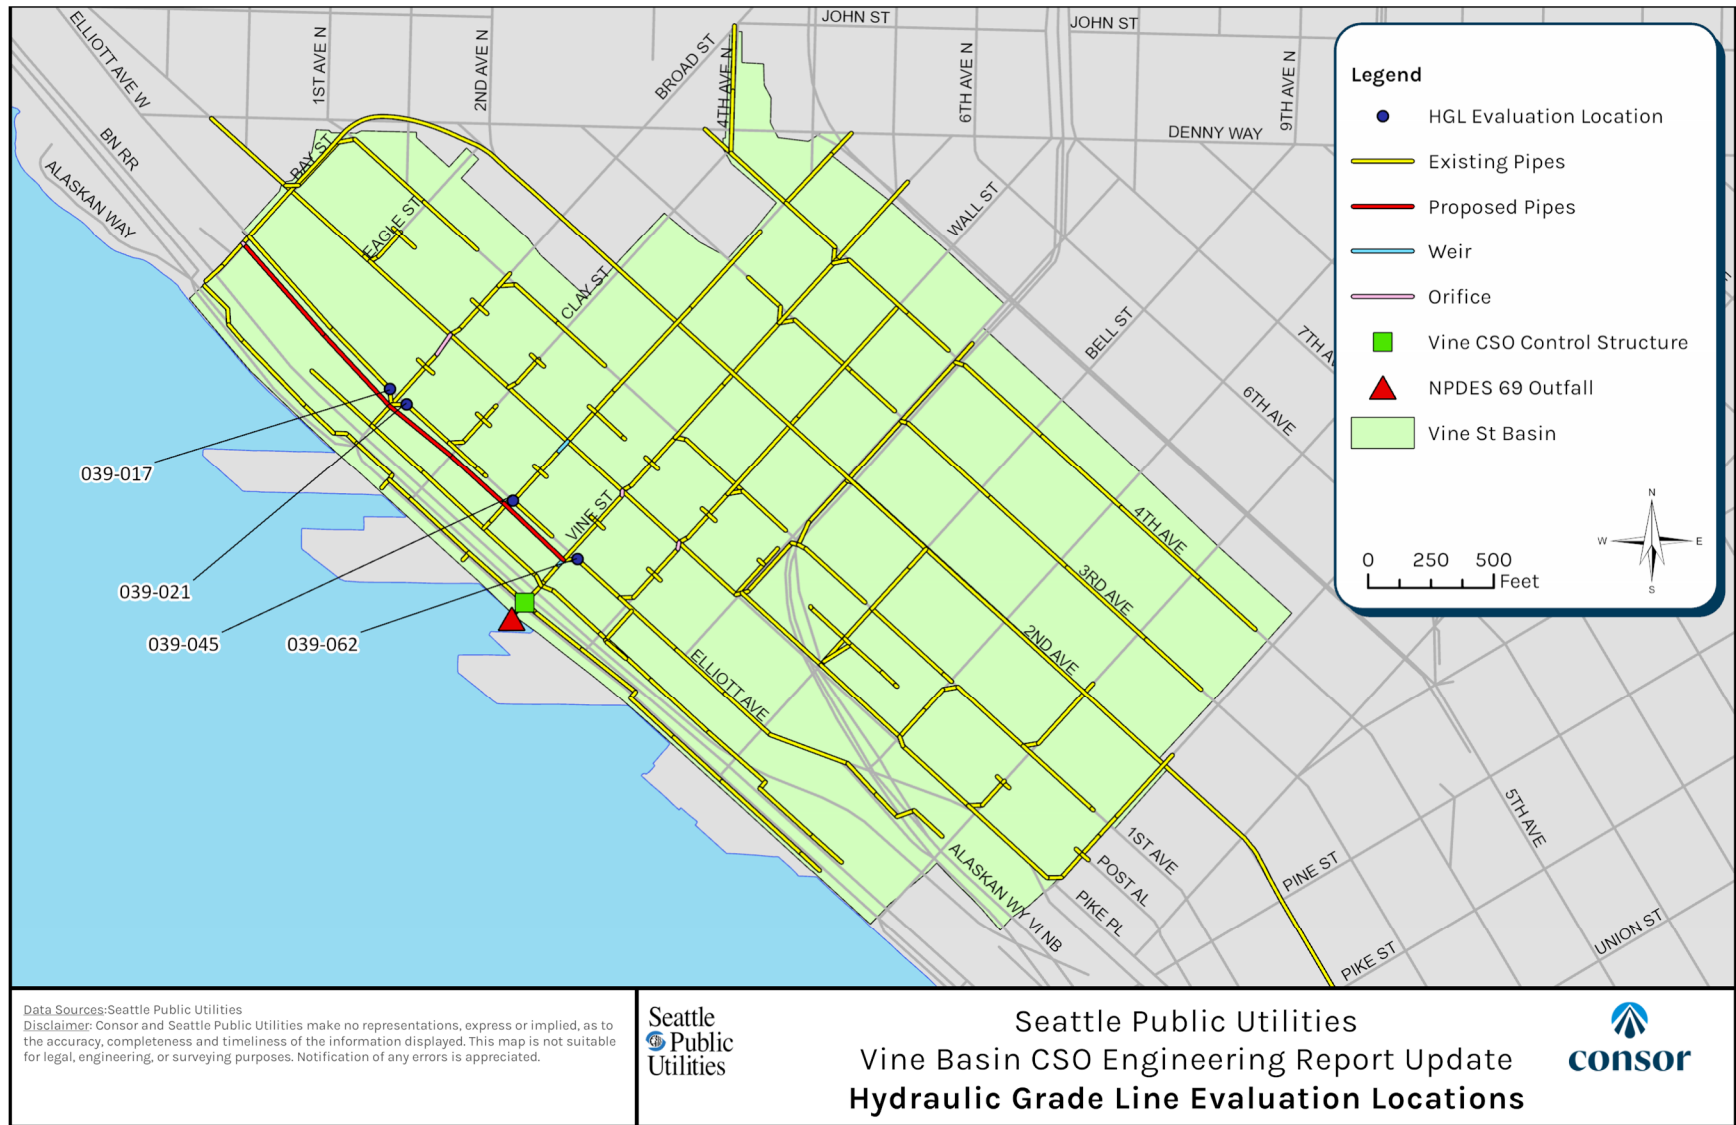 JOHN ST
JOHN ST
ELLIOTT AVE W
1ST AVE N
2ND AVE N
BROAD ST
4TH AVE N
6TH AVE N
9TH AVE N
DENNY WAY
BN RR
BAY ST
ALASKAN WAY
EAGLE ST
WALL ST
CLAY ST
BELL ST
7TH AV
6TH AVE
VINE ST
4TH AVE
3RD AVE
2ND AVE
ELLIOTT AVE
5TH AVE
1ST AVE
POST AL
PIKE PL
ALASKAN WY VI NB
PINE ST
PIKE ST
UNION ST
039-017
039-021
039-045
039-062
Legend
HGL Evaluation Location
Existing Pipes
Proposed Pipes
Weir
Orifice
Vine CSO Control Structure
NPDES 69 Outfall
Vine St Basin
N
W
E
S
0 250 500
Feet
Data Sources:Seattle Public Utilities
Disclaimer: Consor and Seattle Public Utilities make no representations, express or implied, as to
the accuracy, completeness and timeliness of the information displayed. This map is not suitable
for legal, engineering, or surveying purposes. Notification of any errors is appreciated.
Seattle
Public
Utilities
Seattle Public Utilities
Vine Basin CSO Engineering Report Update
Hydraulic Grade Line Evaluation Locations
consor